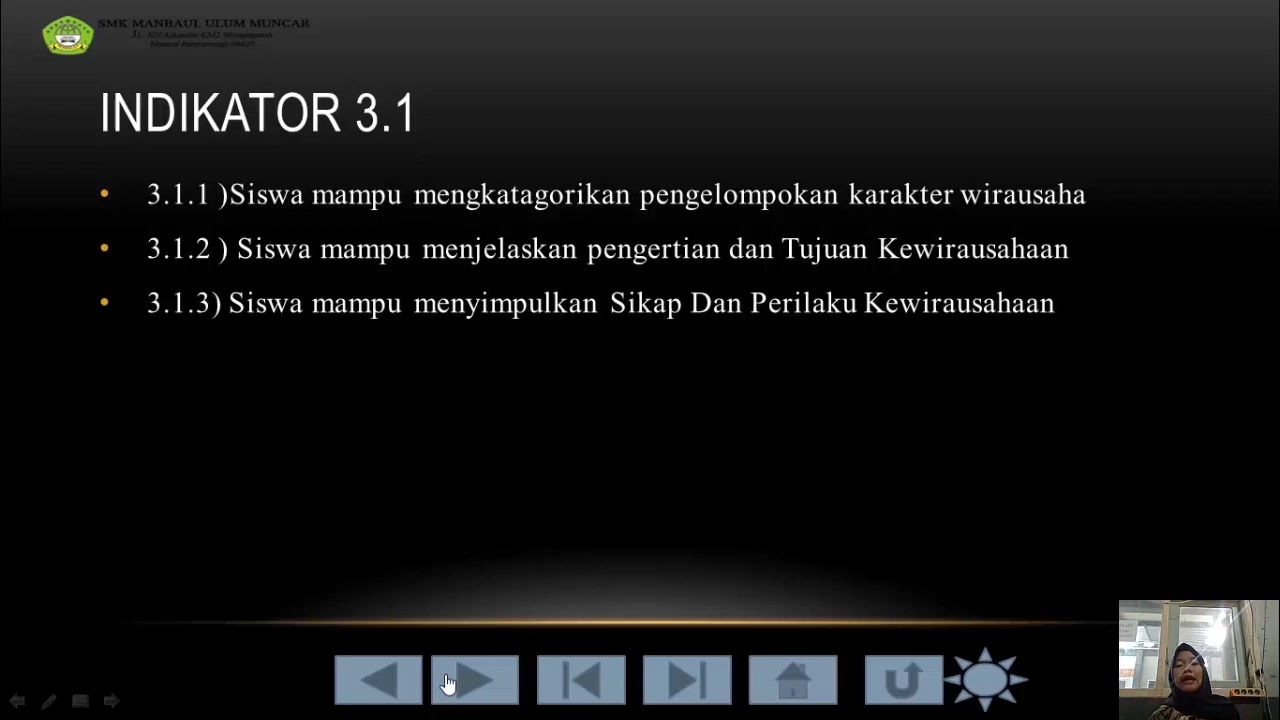 SMK MANBAUL ULUM MUNCAR
INDIKATOR 3.1
• 3.1.1 )Siswa mampu mengkatagorikan pengelompokan karakter wirausaha
• 3.1.2 ) Siswa mampu menjelaskan pengertian dan Tujuan Kewirausahaan
• 3.1.3) Siswa mampu menyimpulkan Sikap Dan Perilaku Kewirausahaan